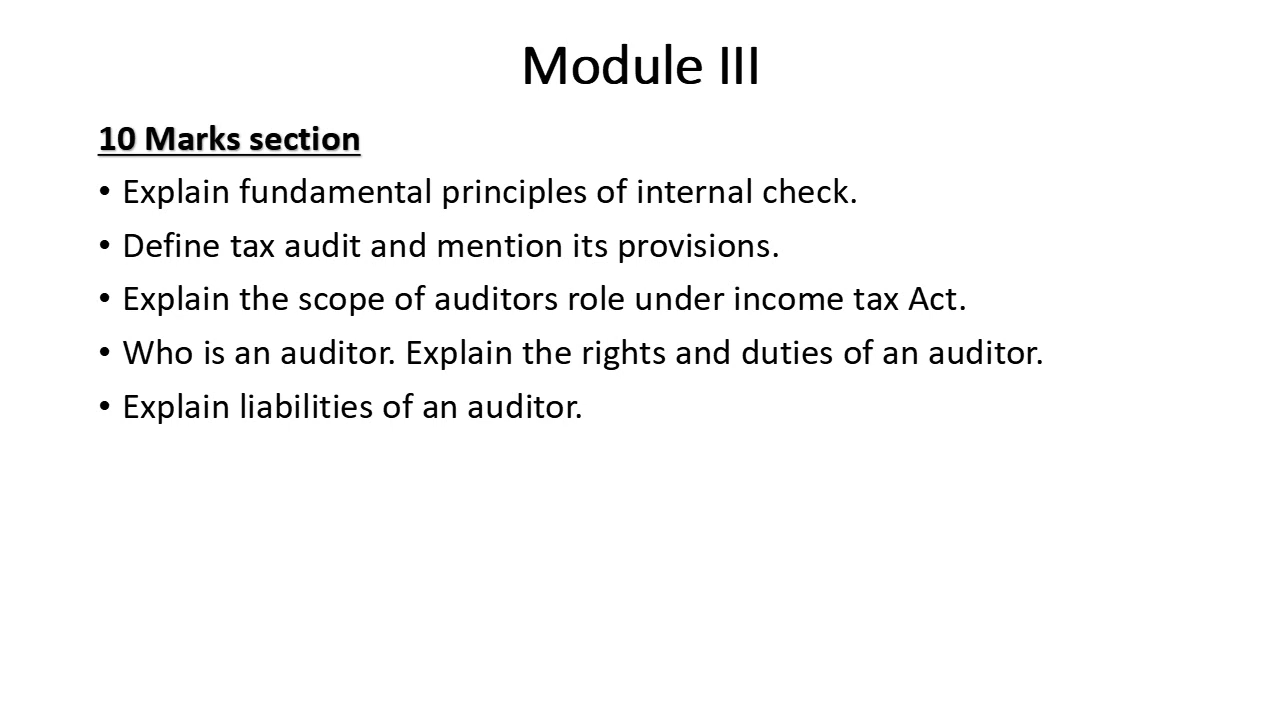 Module III
10 Marks section
• Explain fundamental principles of internal check.
• Define tax audit and mention its provisions.
• Explain the scope of auditors role under income tax Act.
• Who is an auditor. Explain the rights and duties of an auditor.
• Explain liabilities of an auditor.